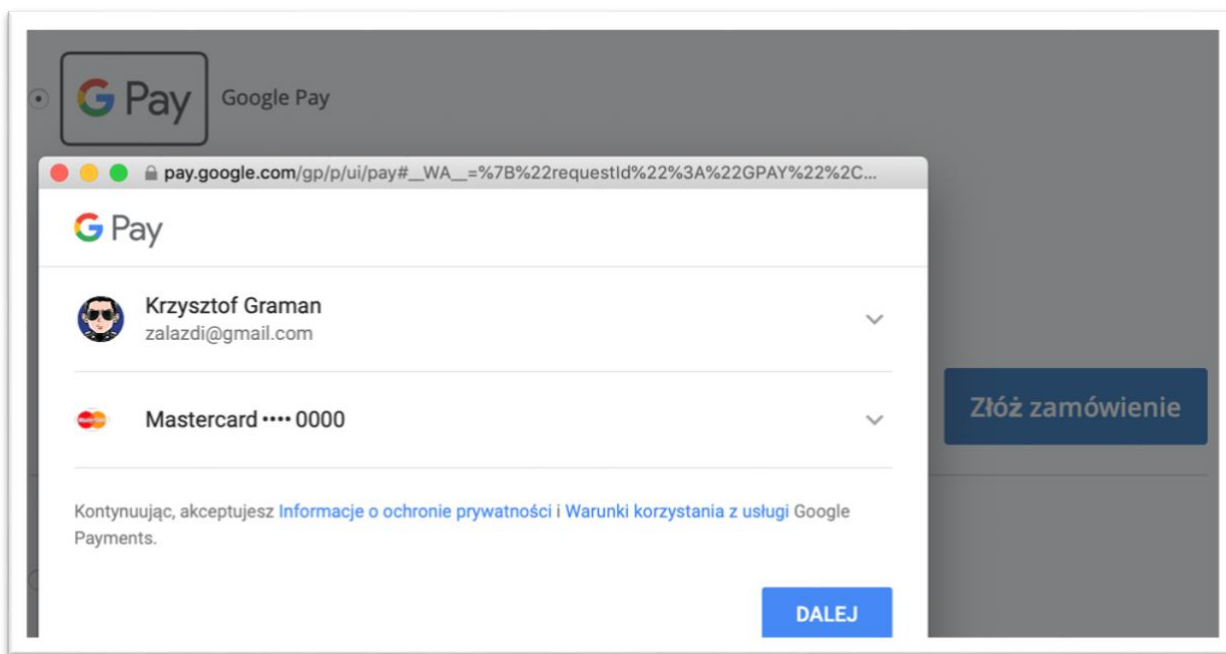 G Pay Google Pay
pay.google.com/gp/p/ui/pay#__WA__=%7B%22requestId%22%3A%22GPAY%22%2C...
G Pay
Krzysztof Graman
zalazdi@gmail.com
Mastercard •••• 0000
Złóż zamówienie
Kontynuując, akceptujesz Informacje o ochronie prywatności i Warunki korzystania z usługi Google
Payments.
DALEJ